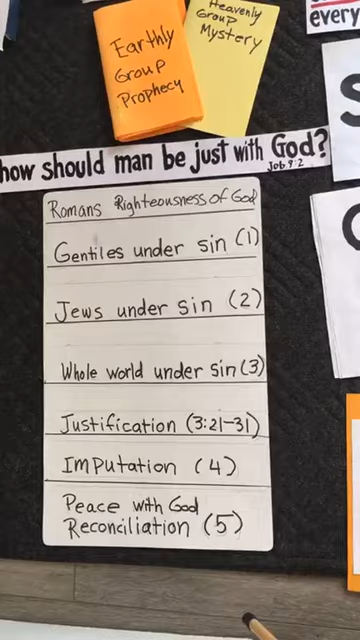 Earthly
Group
Prophecy
Heavenly
Group
Mystery
every
how should man be just with God?
Job 9:2
Romans Righteousness of God
Gentiles under sin (1)
Jews under sin (2)
Whole world under sin (3)
Justification (3:21-31)
Imputation (4)
Peace with God
Reconciliation (5)